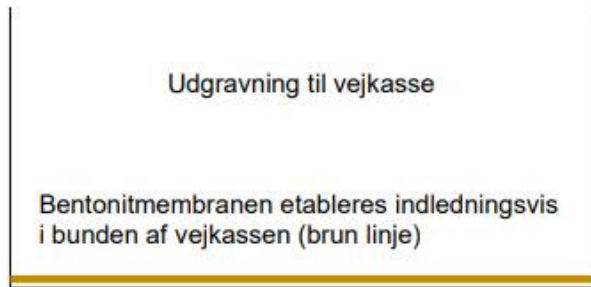 Udgravning til vejkasse
Bentonitmembranen etableres indledningsvis
i bunden af vejkassen (brun linje)